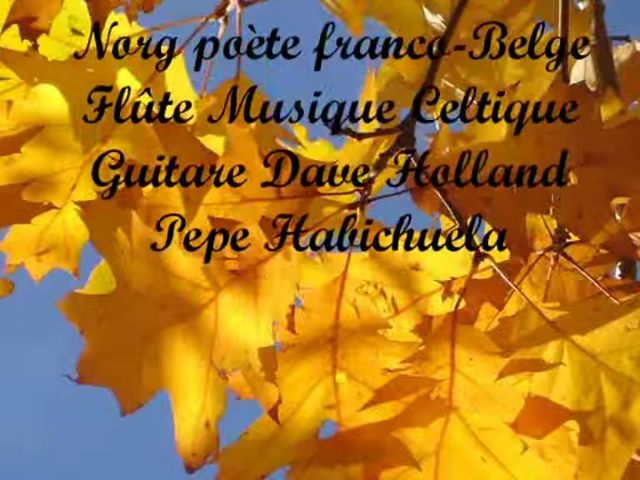 Norg poète franco-Belge
Flûte Musique Celtique
Guitare Dave Holland
Pepe Habichuela